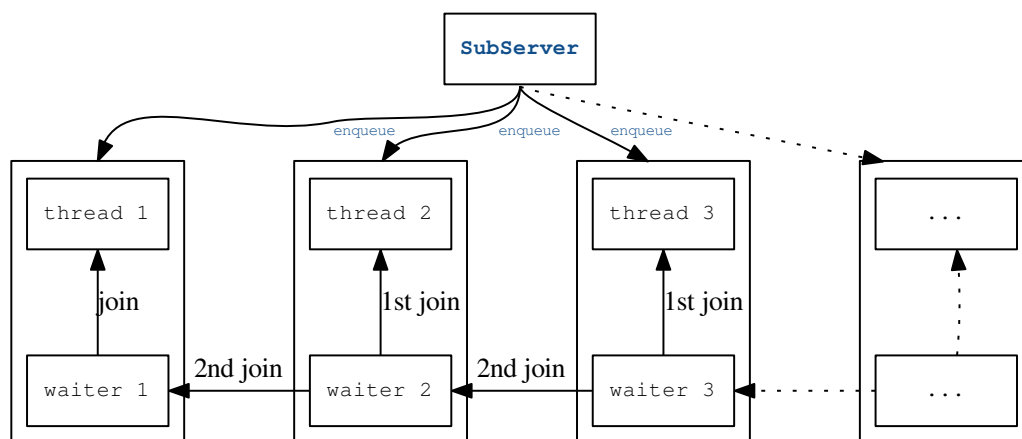 SubServer
enqueue
enqueue
enqueue
thread 1
thread 2
thread 3
...
join
1st join
1st join
2nd join
2nd join
waiter 1
waiter 2
waiter 3
...